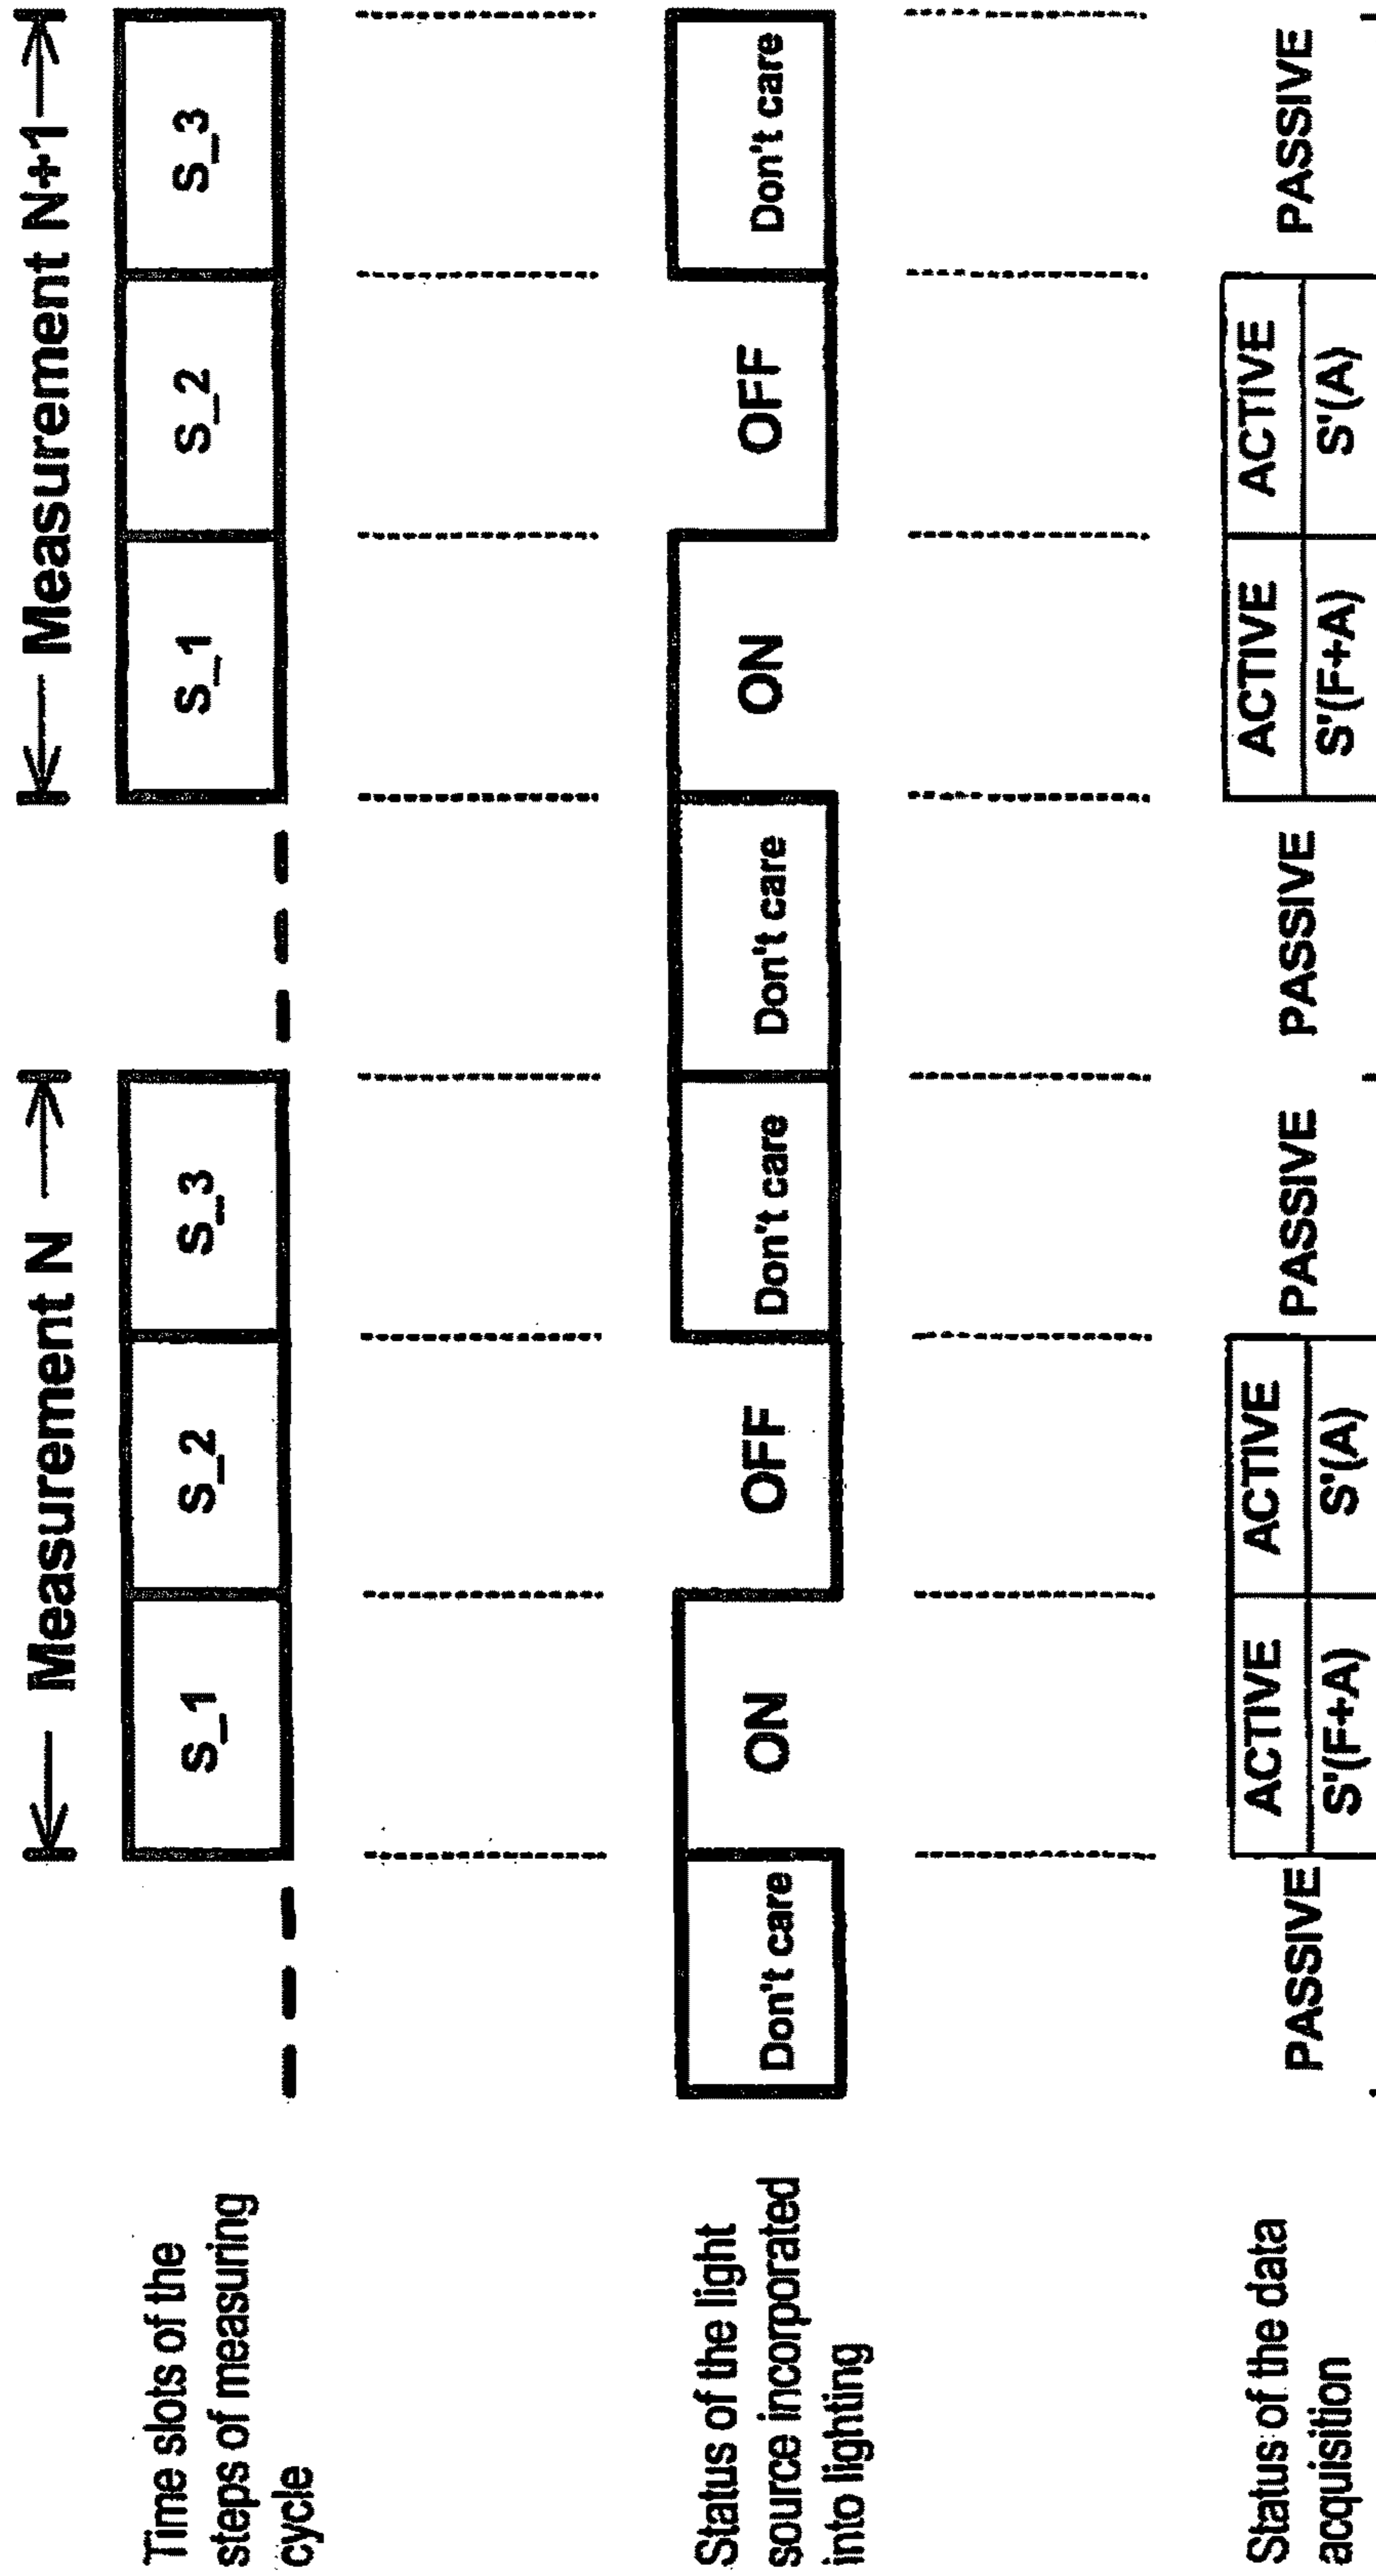 Measurement N
Measurement N+1
Time slots of the
steps of measuring
cycle
S_1
S_2
S_3
S_1
S_2
S_3
Status of the light
source incorporated
into lighting
Don't care
ON
OFF
Don't care
Don't care
ON
OFF
Don't care
Status of the data
acquisition
PASSIVE
ACTIVE
ACTIVE
PASSIVE
PASSIVE
ACTIVE
ACTIVE
PASSIVE
S'(F+A)
S'(A)
S'(F+A)
S'(A)